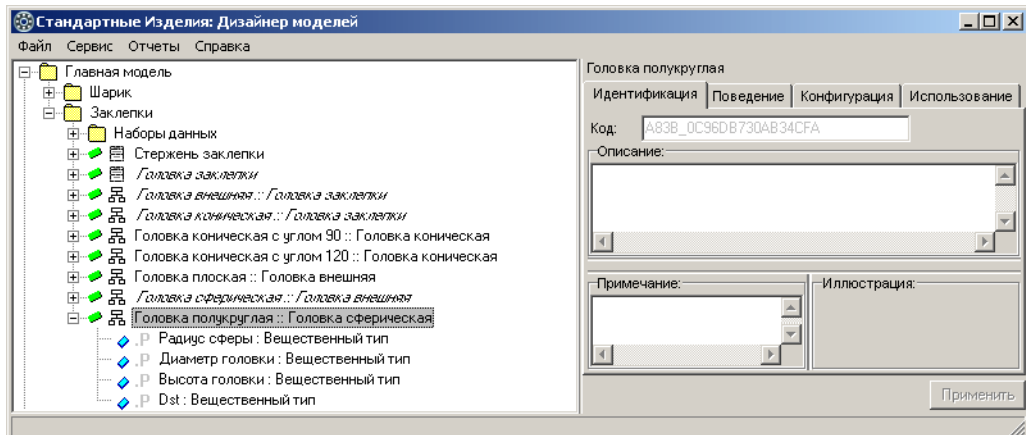 Стандартные Изделия: Дизайнер моделей
Файл Сервис Отчеты Справка
Главная модель
Шарик
Заклепки
Наборы данных
Стержень заклепки
Головка заклепки
Головка внешняя :: Головка заклепки
Головка коническая :: Головка заклепки
Головка коническая с углом 90 :: Головка коническая
Головка коническая с углом 120 :: Головка коническая
Головка плоская :: Головка внешняя
Головка сферическая :: Головка внешняя
Головка полукруглая :: Головка сферическая
.P Радиус сферы : Вещественный тип
.P Диаметр головки : Вещественный тип
.P Высота головки : Вещественный тип
.P Dst : Вещественный тип
Головка полукруглая
Идентификация Поведение Конфигурация Использование
Код: A83B_0C96DB730AB34CFA
Описание:
Примечание: Иллюстрация:
Применить